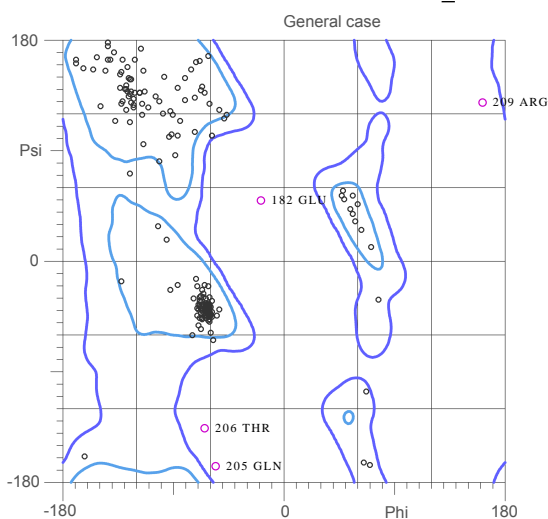 General case
180
209 ARG
Psi
182 GLU
0
206 THR
205 GLN
-180
-180
0
Phi
180